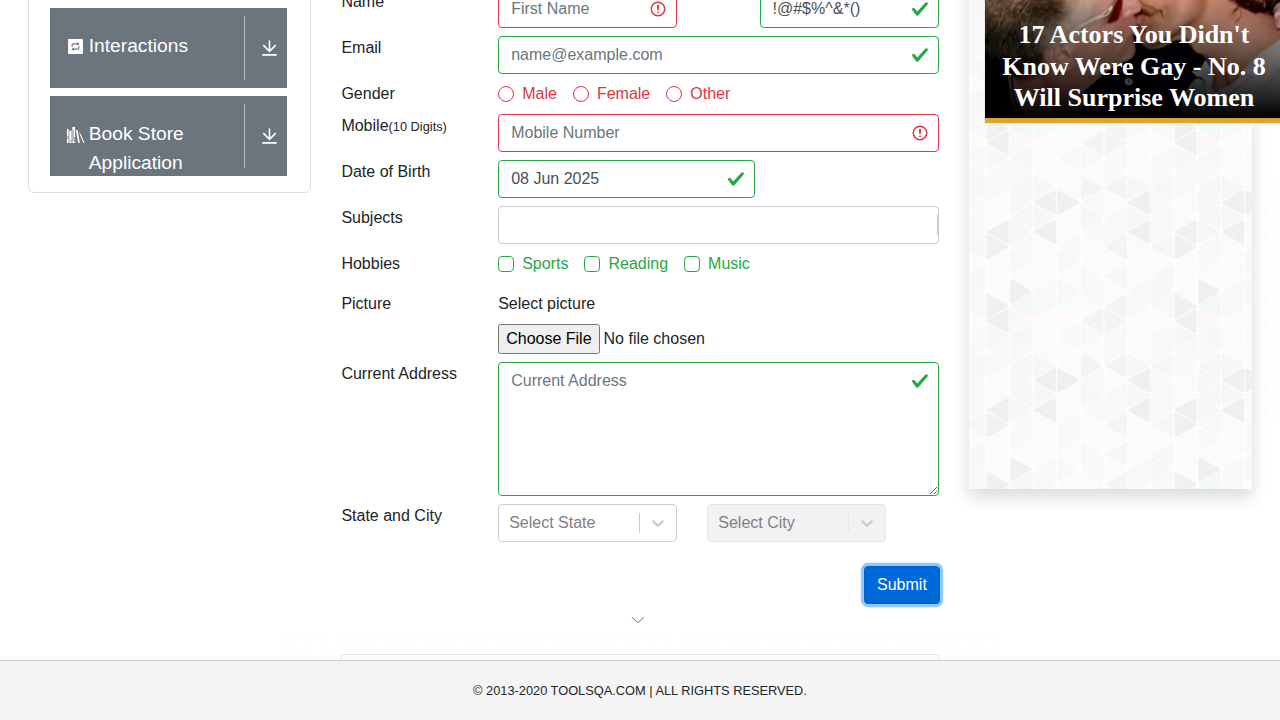 Interactions
Book Store
Application
Name
First Name
!@#$%^&*()
Email
name@example.com
Gender
Male
Female
Other
Mobile(10 Digits)
Mobile Number
Date of Birth
08 Jun 2025
Subjects
Hobbies
Sports
Reading
Music
Picture
Select picture
Choose File No file chosen
Current Address
Current Address
State and City
Select State
Select City
Submit
17 Actors You Didn't
Know Were Gay - No. 8
Will Surprise Women
© 2013-2020 TOOLSQA.COM | ALL RIGHTS RESERVED.